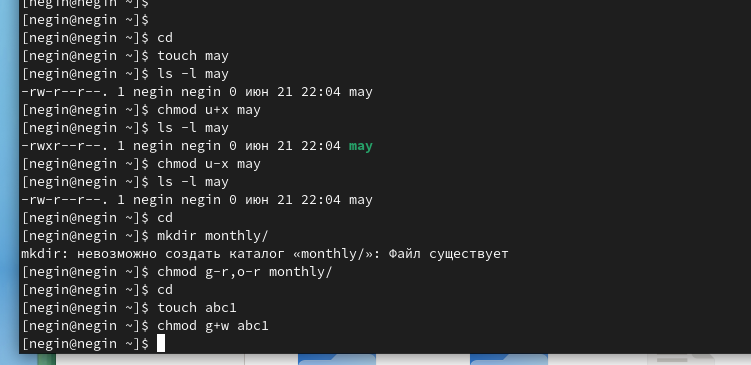 [negin@negin ~]$
[negin@negin ~]$
[negin@negin ~]$ cd
[negin@negin ~]$ touch may
[negin@negin ~]$ ls -l may
-rw-r--r--. 1 negin negin 0 июн 21 22:04 may
[negin@negin ~]$ chmod u+x may
[negin@negin ~]$ ls -l may
-rwxr--r--. 1 negin negin 0 июн 21 22:04 may
[negin@negin ~]$ chmod u-x may
[negin@negin ~]$ ls -l may
-rw-r--r--. 1 negin negin 0 июн 21 22:04 may
[negin@negin ~]$ cd
[negin@negin ~]$ mkdir monthly/
mkdir: невозможно создать каталог «monthly/»: Файл существует
[negin@negin ~]$ chmod g-r,o-r monthly/
[negin@negin ~]$ cd
[negin@negin ~]$ touch abc1
[negin@negin ~]$ chmod g+w abc1
[negin@negin ~]$